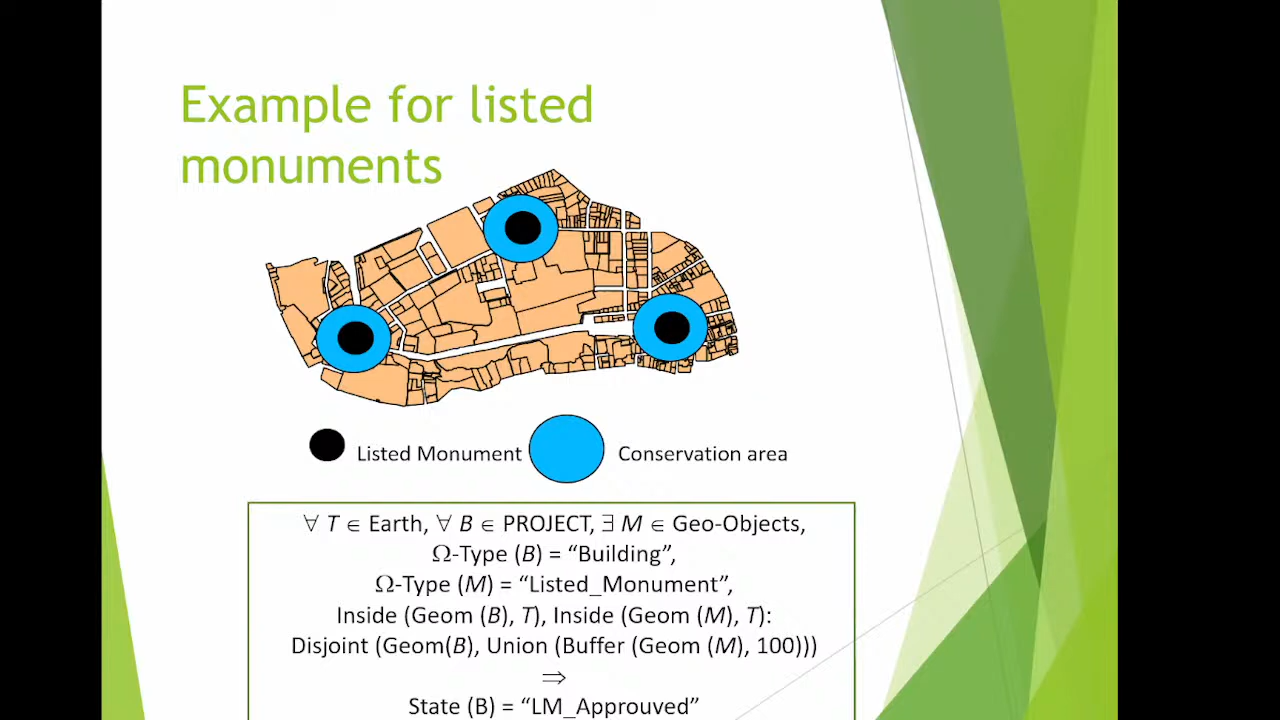 Example for listed
monuments
Listed Monument
Conservation area
∀ T ∈ Earth, ∀ B ∈ PROJECT, ∃ M ∈ Geo-Objects,
Ω-Type (B) = “Building”,
Ω-Type (M) = “Listed_Monument”,
Inside (Geom (B), T), Inside (Geom (M), T):
Disjoint (Geom(B), Union (Buffer (Geom (M), 100)))
⇒
State (B) = “LM_Approuved”